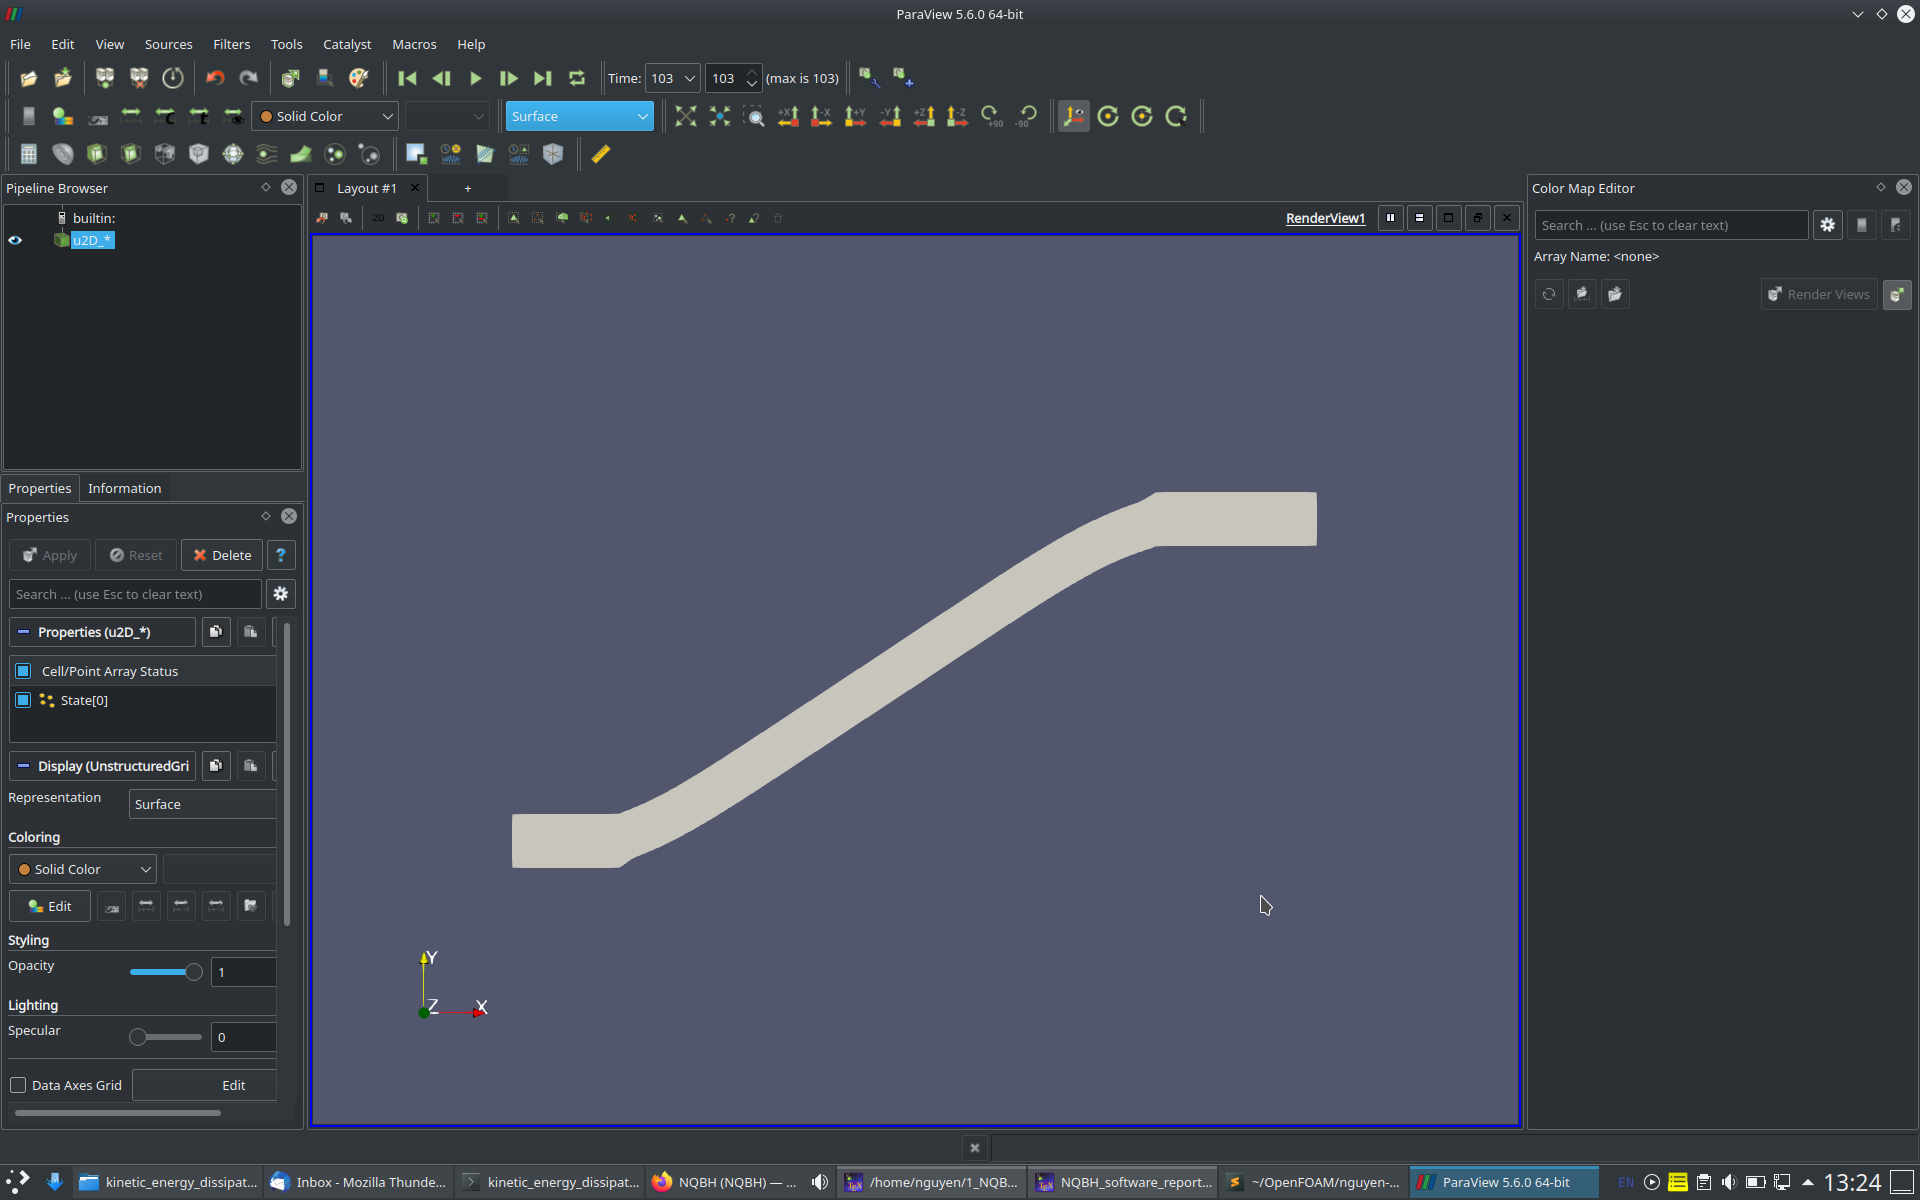 ParaView 5.6.0 64-bit
File Edit View Sources Filters Tools Catalyst Macros Help
Time: 103 103 (max is 103)
Solid Color Surface +X -X +Y -Y +Z -Z +90 -90
Pipeline Browser
builtin:
u2D_*
Properties Information
Properties
Apply Reset Delete ?
Search ... (use Esc to clear text)
Properties (u2D_*)
Cell/Point Array Status
State[0]
Display (UnstructuredGri
Representation Surface
Coloring
Solid Color
Edit
Styling
Opacity 1
Lighting
Specular 0
Data Axes Grid Edit
Layout #1 +
2D RenderView1
Y
Z X
Color Map Editor
Search ... (use Esc to clear text)
Array Name: <none>
Render Views
kinetic_energy_dissipat... Inbox - Mozilla Thunde... kinetic_energy_dissipat... NQBH (NQBH) — ... /home/nguyen/1_NQB... NQBH_software_report... ~/OpenFOAM/nguyen-... ParaView 5.6.0 64-bit EN 13:24